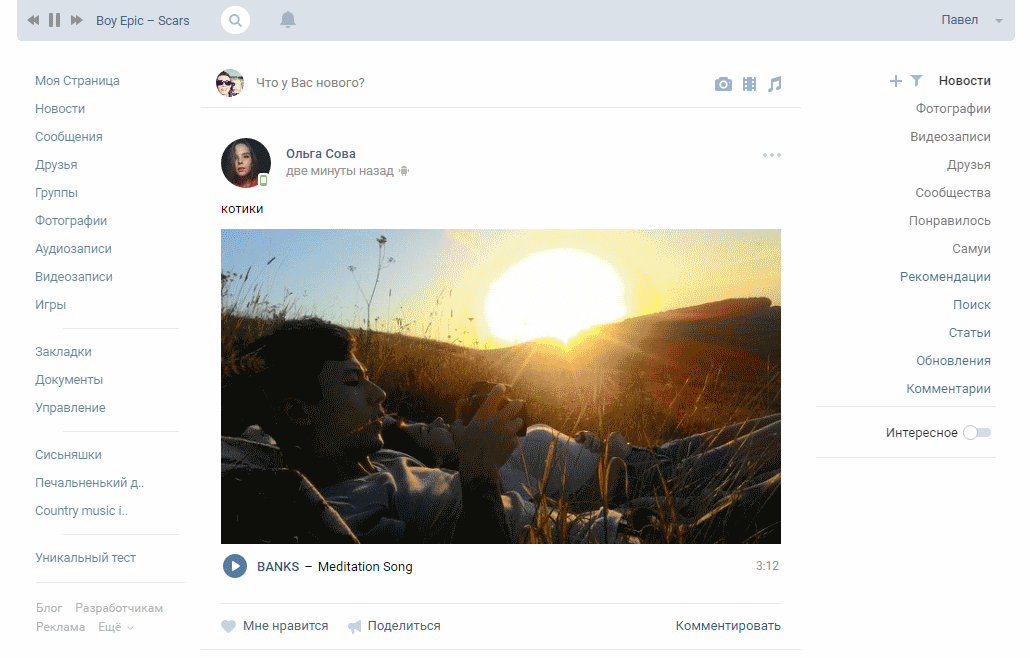 Boy Epic – Scars
Павел
Моя Страница
Новости
Сообщения
Друзья
Группы
Фотографии
Аудиозаписи
Видеозаписи
Игры
Закладки
Документы
Управление
Сисьняшки
Печальненький д..
Country music i..
Уникальный тест
Блог Разработчикам
Реклама Ещё
Что у Вас нового?
Ольга Сова
две минуты назад
котики
BANKS – Meditation Song 3:12
Мне нравится Поделиться Комментировать
Новости
Фотографии
Видеозаписи
Друзья
Сообщества
Понравилось
Самуи
Рекомендации
Поиск
Статьи
Обновления
Комментарии
Интересное